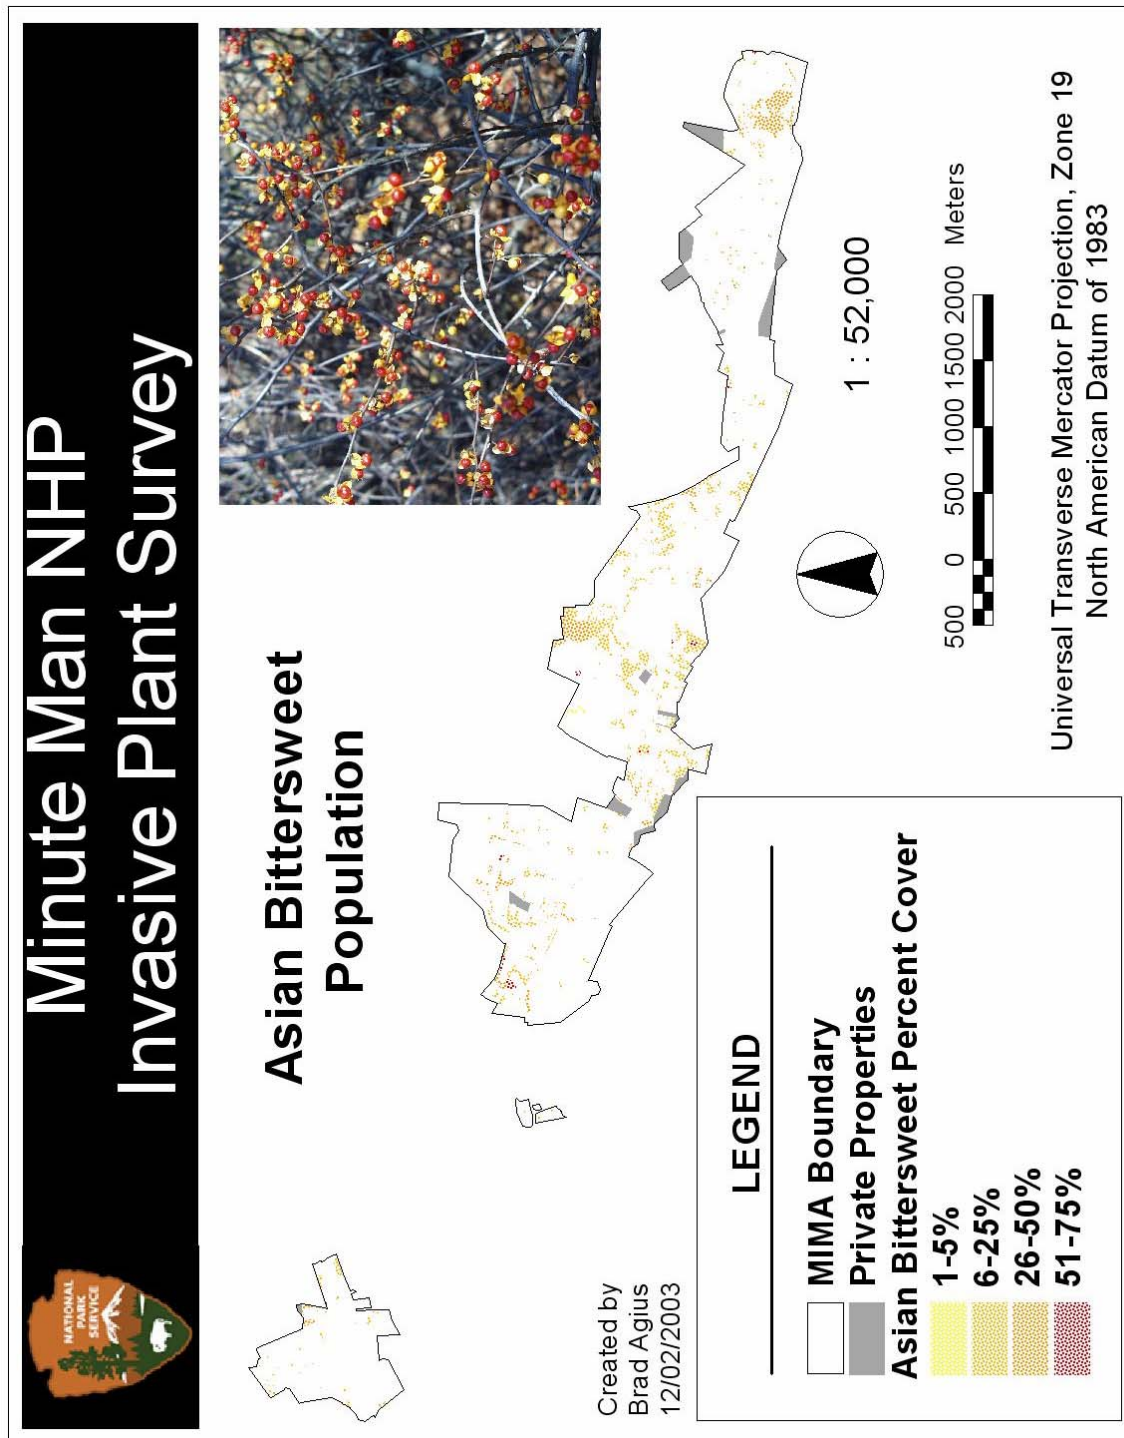 NATIONAL
PARK
SERVICE
Minute Man NHP
Invasive Plant Survey
Asian Bittersweet
Population
Created by
Brad Agius
12/02/2003
LEGEND
MIMA Boundary
Private Properties
Asian Bittersweet Percent Cover
1-5%
6-25%
26-50%
51-75%
1 : 52,000
500 0 500 1000 1500 2000 Meters
Universal Transverse Mercator Projection, Zone 19
North American Datum of 1983